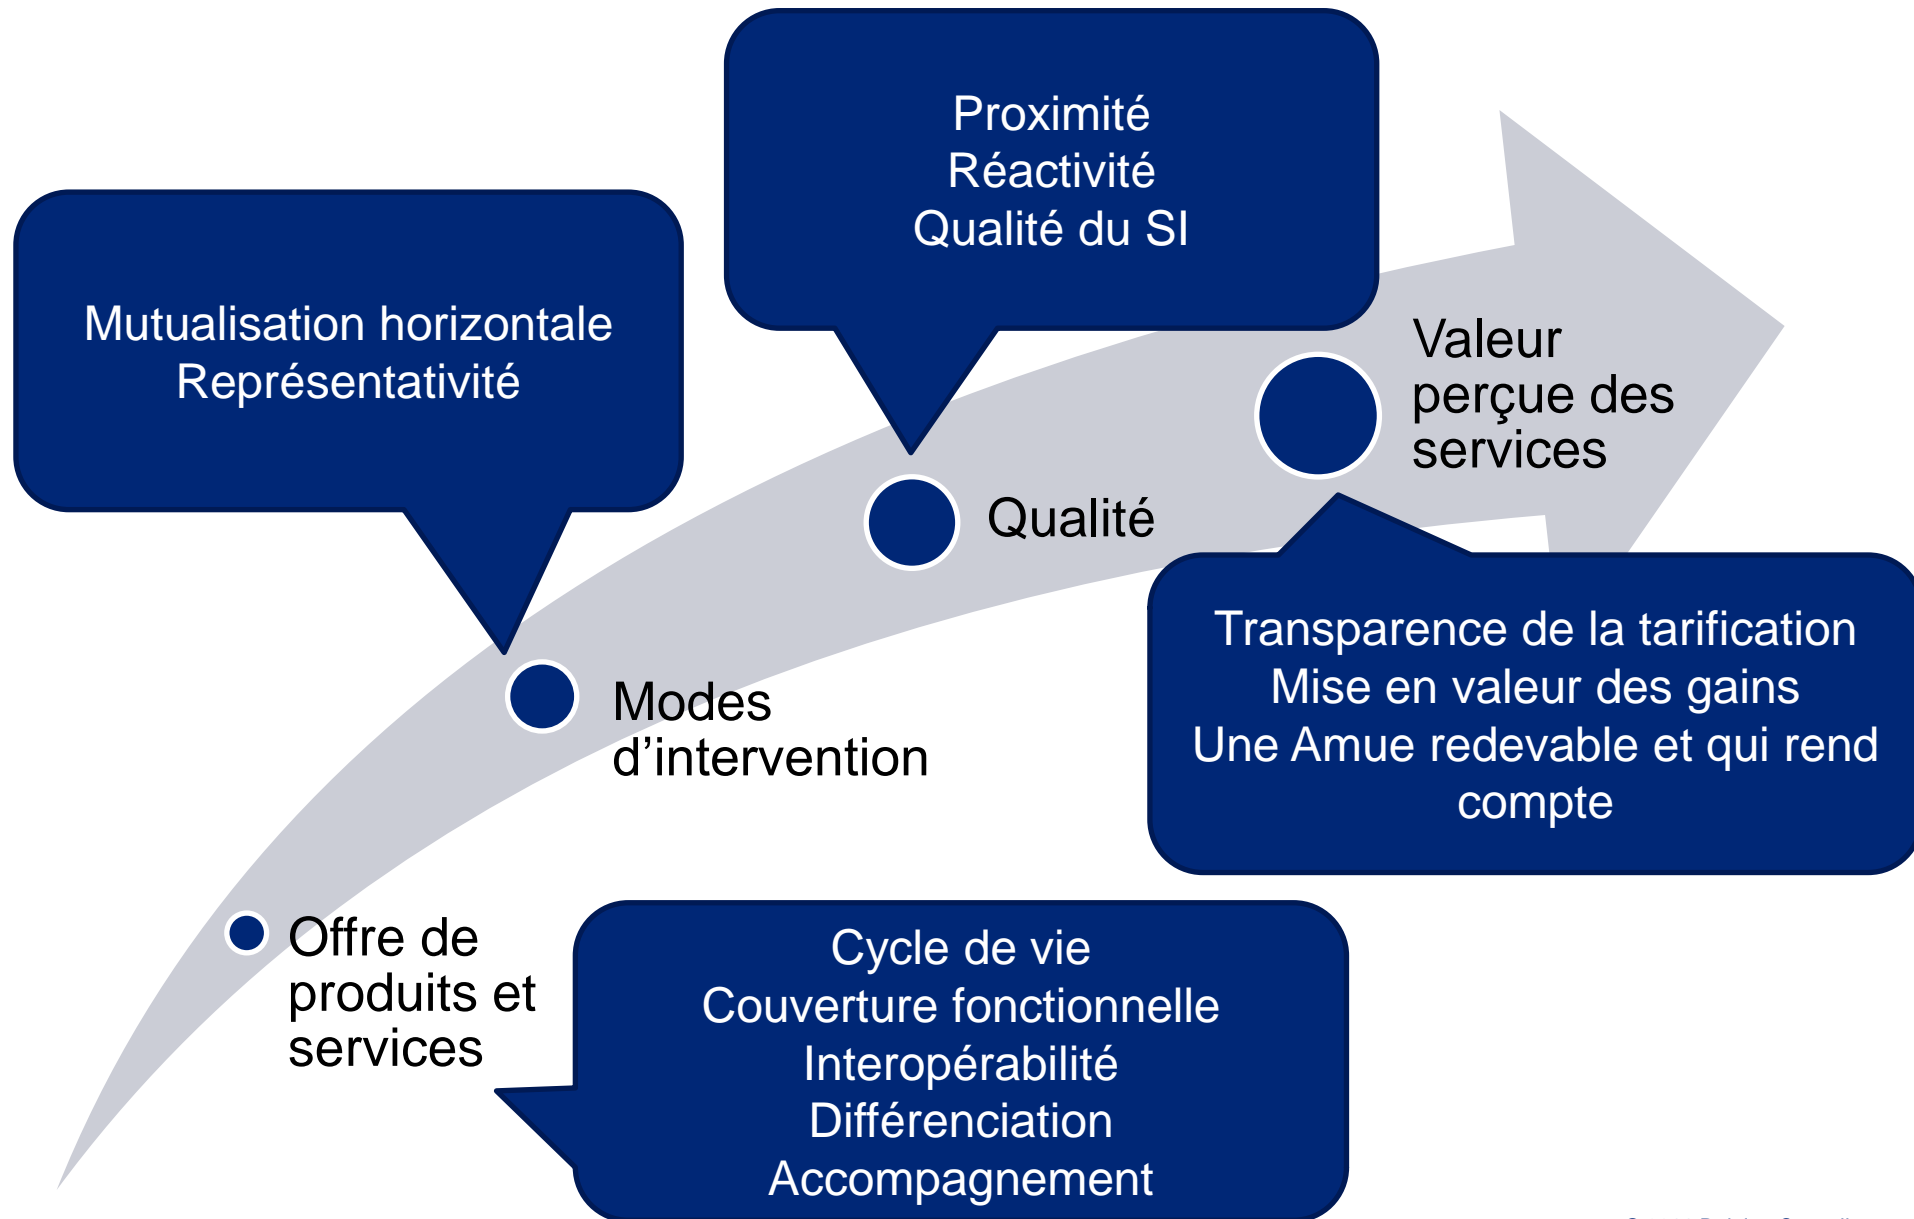 Proximité
Réactivité
Qualité du SI
Mutualisation horizontale
Représentativité
Valeur
perçue des
services
Qualité
Transparence de la tarification
Mise en valeur des gains
Une Amue redevable et qui rend
compte
Modes
d’intervention
Offre de
produits et
services
Cycle de vie
Couverture fonctionnelle
Interopérabilité
Différenciation
Accompagnement